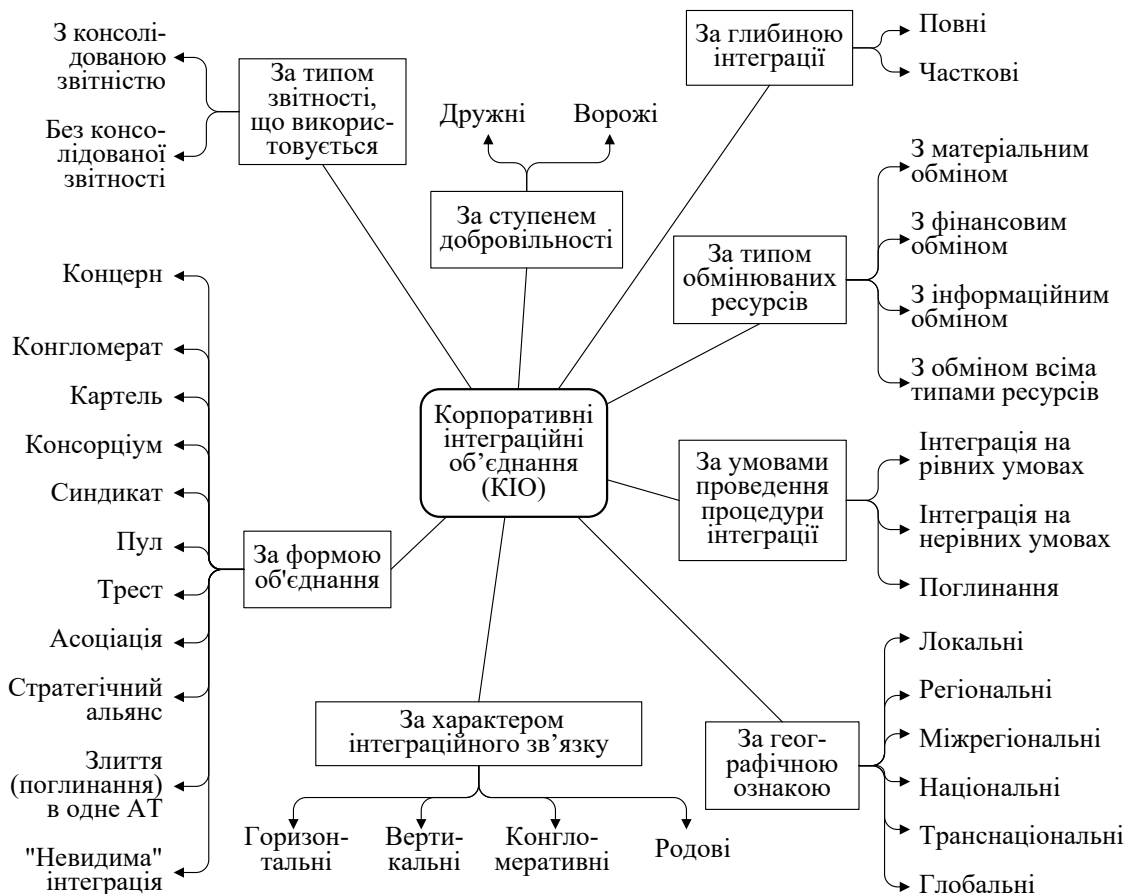 З консолі-
дованою
звітністю
Без консо-
лідованої
звітності
За типом
звітності,
що викорис-
товується
Дружні
Ворожі
За ступенем
добровільності
За глибиною
інтеграції
Повні
Часткові
За типом
обмінюваних
ресурсів
З матеріальним
обміном
З фінансовим
обміном
З інформаційним
обміном
З обміном всіма
типами ресурсів
Корпоративні
інтеграційні
об’єднання
(КІО)
За умовами
проведення
процедури
інтеграції
Інтеграція на
рівних умовах
Інтеграція на
нерівних умовах
Поглинання
Концерн
Конгломерат
Картель
Консорціум
Синдикат
Пул
Трест
Асоціація
Стратегічний
альянс
Злиття
(поглинання)
в одне АТ
"Невидима"
інтеграція
За формою
об'єднання
За характером
інтеграційного зв’язку
Горизон-
тальні
Верти-
кальні
Конгло-
меративні
Родові
За геог-
рафічною
ознакою
Локальні
Регіональні
Міжрегіональні
Національні
Транснаціональні
Глобальні